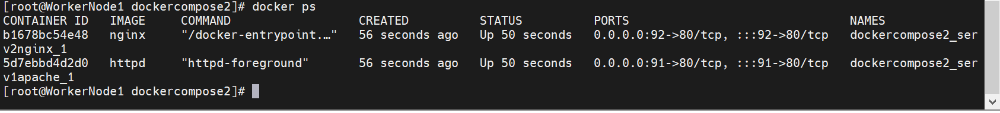 [root@WorkerNode1 dockercompose2]# docker ps
CONTAINER ID   IMAGE     COMMAND                  CREATED          STATUS          PORTS                               NAMES
b1678bc54e48   nginx     "/docker-entrypoint.…"   56 seconds ago   Up 50 seconds   0.0.0.0:92->80/tcp, :::92->80/tcp   dockercompose2_ser
v2nginx_1
5d7ebbd4d2d0   httpd     "httpd-foreground"       56 seconds ago   Up 50 seconds   0.0.0.0:91->80/tcp, :::91->80/tcp   dockercompose2_ser
v1apache_1
[root@WorkerNode1 dockercompose2]#